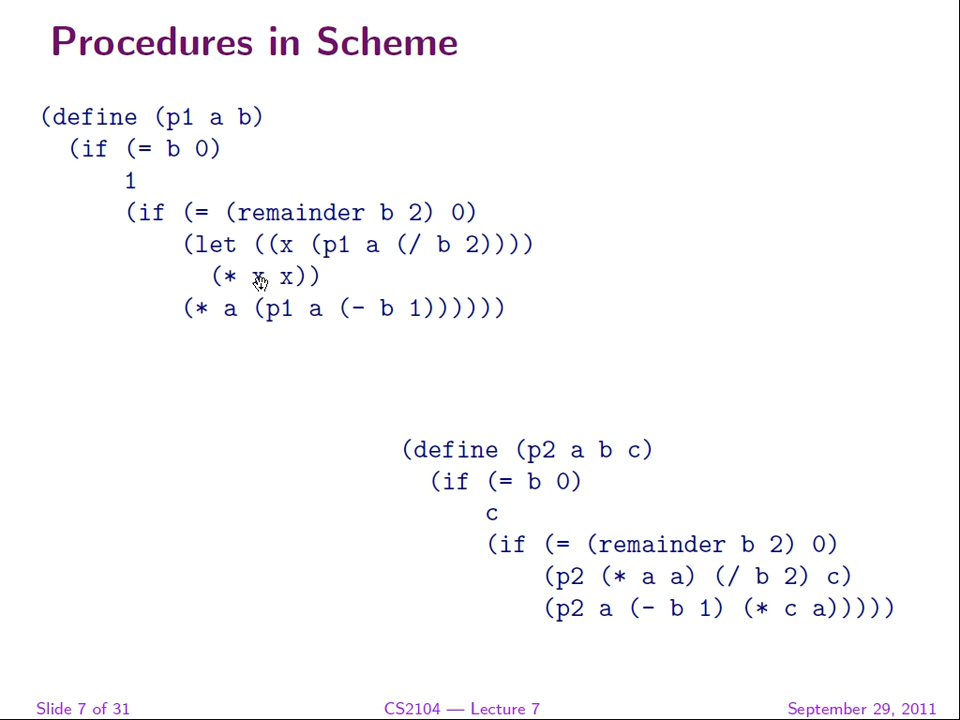 Procedures in Scheme
(define (p1 a b)
(if (= b 0)
1
(if (= (remainder b 2) 0)
(let ((x (p1 a (/ b 2))))
(* x x))
(* a (p1 a (- b 1))))))
(define (p2 a b c)
(if (= b 0)
c
(if (= (remainder b 2) 0)
(p2 (* a a) (/ b 2) c)
(p2 a (- b 1) (* c a)))))
Slide 7 of 31
CS2104 — Lecture 7
September 29, 2011